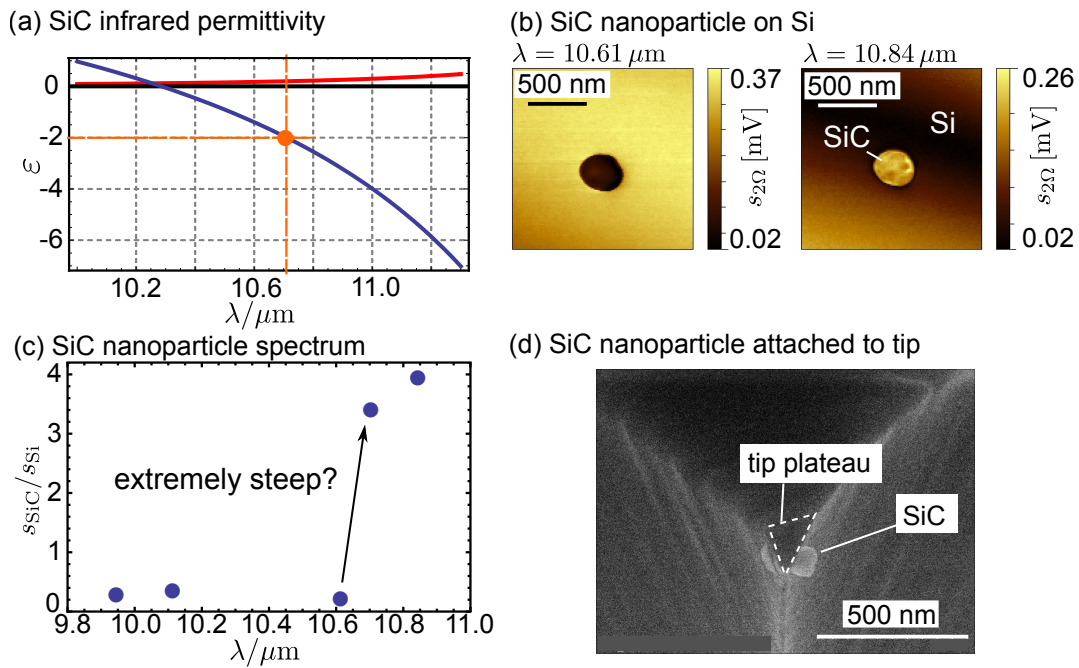 (a) SiC infrared permittivity
0
-2
-4
-6
ε
10.2
10.6
11.0
λ/μm
(b) SiC nanoparticle on Si
λ = 10.61 μm
500 nm
0.37
s2Ω [mV]
0.02
λ = 10.84 μm
500 nm
Si
SiC
0.26
s2Ω [mV]
0.02
(c) SiC nanoparticle spectrum
4
3
2
1
0
sSiC/sSi
extremely steep?
9.8
10.0
10.2
10.4
10.6
10.8
11.0
λ/μm
(d) SiC nanoparticle attached to tip
tip plateau
SiC
500 nm